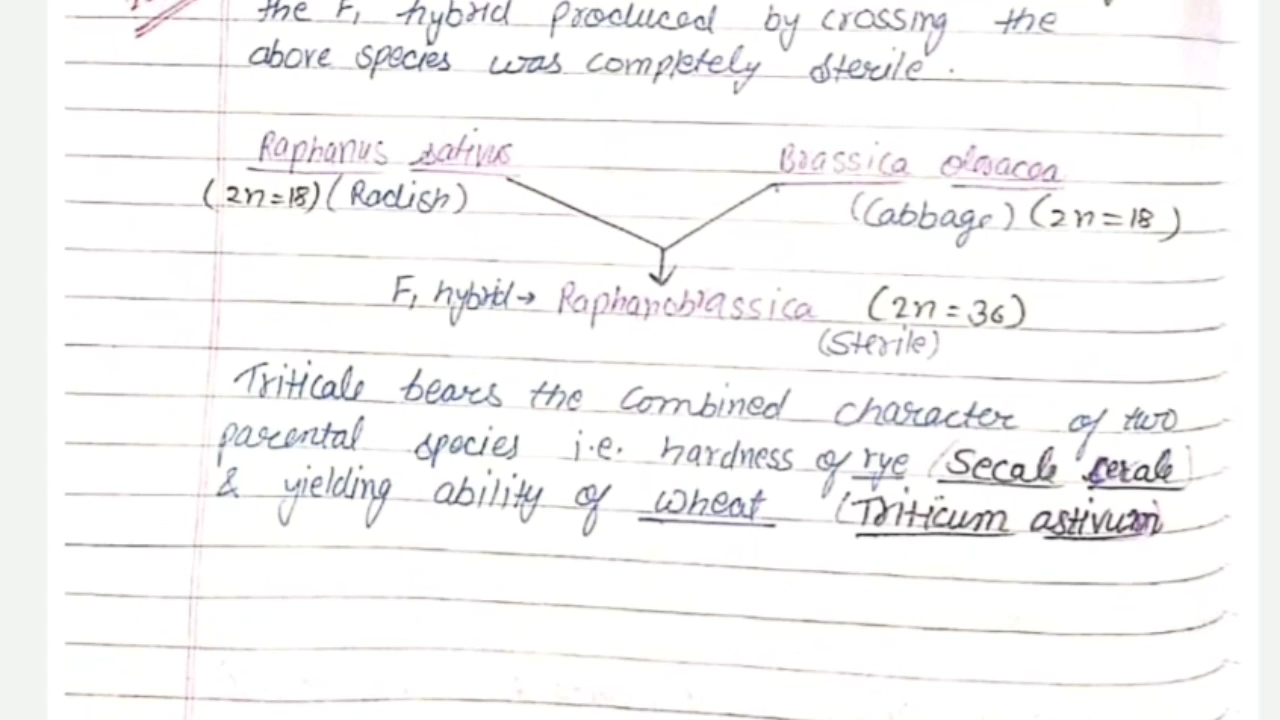 the F1 hybrid produced by crossing the
above species was completely sterile.
Raphanus sativus
Brassica oleracea
(2n=18) (Radish)
(Cabbage) (2n=18)
F1 hybrid → Raphanobrassica (2n=36)
(Sterile)
Triticale bears the combined character of two
parental species i.e. hardness of rye (Secale cerale)
& yielding ability of wheat (Triticum astivum